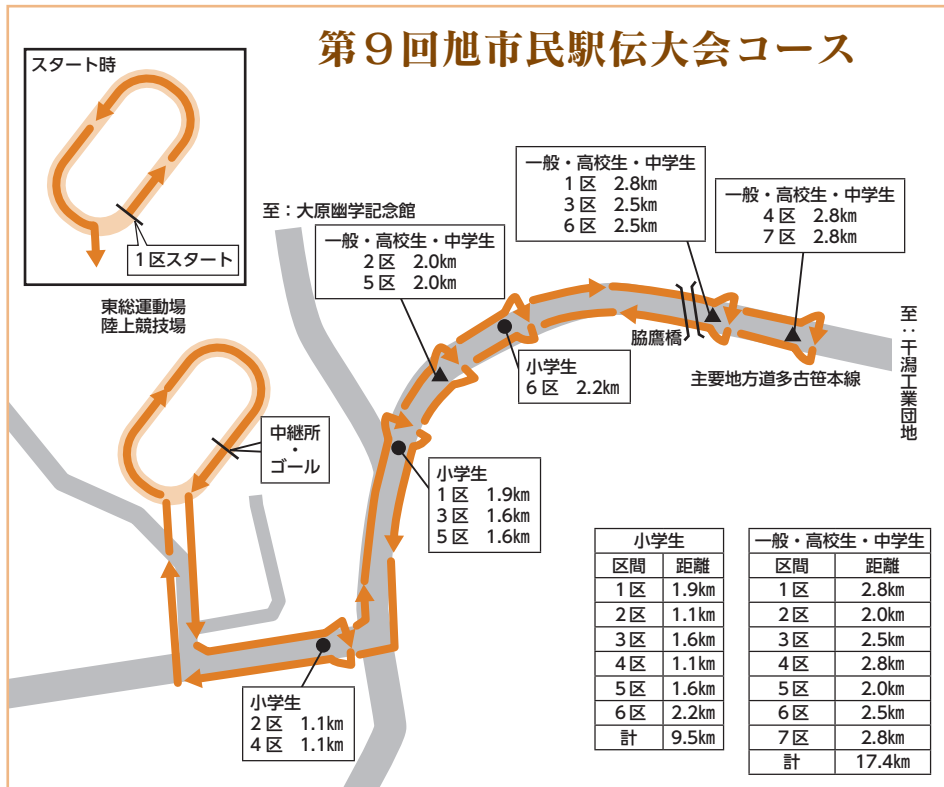 第９回旭市民駅伝大会コース
スタート時
1区スタート
東総運動場
陸上競技場
至：大原幽学記念館
一般・高校生・中学生
2区 2.0km
5区 2.0km
一般・高校生・中学生
1区 2.8km
3区 2.5km
6区 2.5km
一般・高校生・中学生
4区 2.8km
7区 2.8km
脇鷹橋
主要地方道多古笹本線
至：干潟工業団地
小学生
6区 2.2km
中継所
・
ゴール
小学生
1区 1.9km
3区 1.6km
5区 1.6km
小学生
2区 1.1km
4区 1.1km
小学生
区間 距離
1区 1.9km
2区 1.1km
3区 1.6km
4区 1.1km
5区 1.6km
6区 2.2km
計 9.5km
一般・高校生・中学生
区間 距離
1区 2.8km
2区 2.0km
3区 2.5km
4区 2.8km
5区 2.0km
6区 2.5km
7区 2.8km
計 17.4km